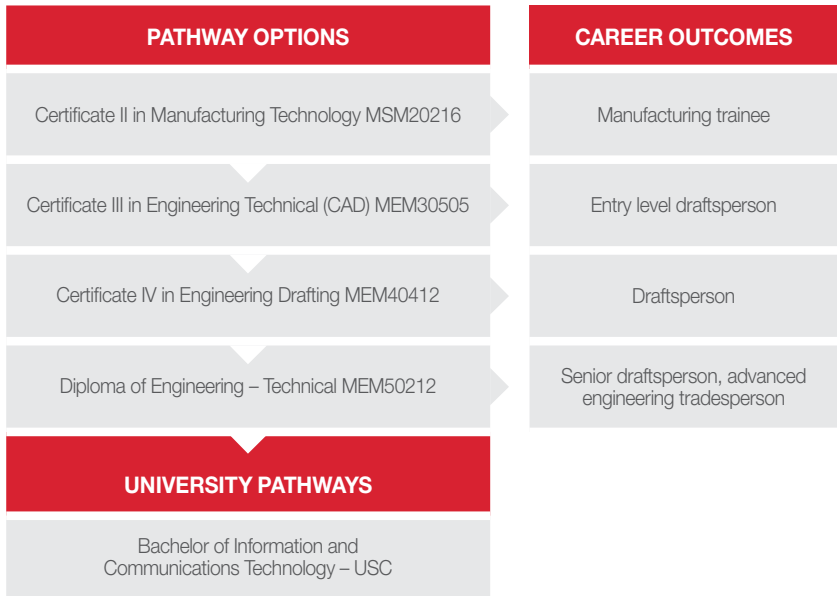 PATHWAY OPTIONS
CAREER OUTCOMES
Certificate II in Manufacturing Technology MSM20216
Manufacturing trainee
Certificate III in Engineering Technical (CAD) MEM30505
Entry level draftsperson
Certificate IV in Engineering Drafting MEM40412
Draftsperson
Diploma of Engineering – Technical MEM50212
Senior draftsperson, advanced
engineering tradesperson
UNIVERSITY PATHWAYS
Bachelor of Information and
Communications Technology – USC